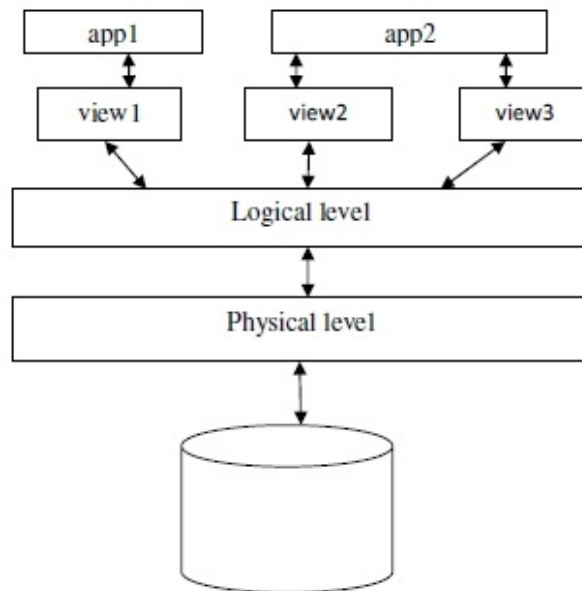 app1
app2
view1
view2
view3
Logical level
Physical level